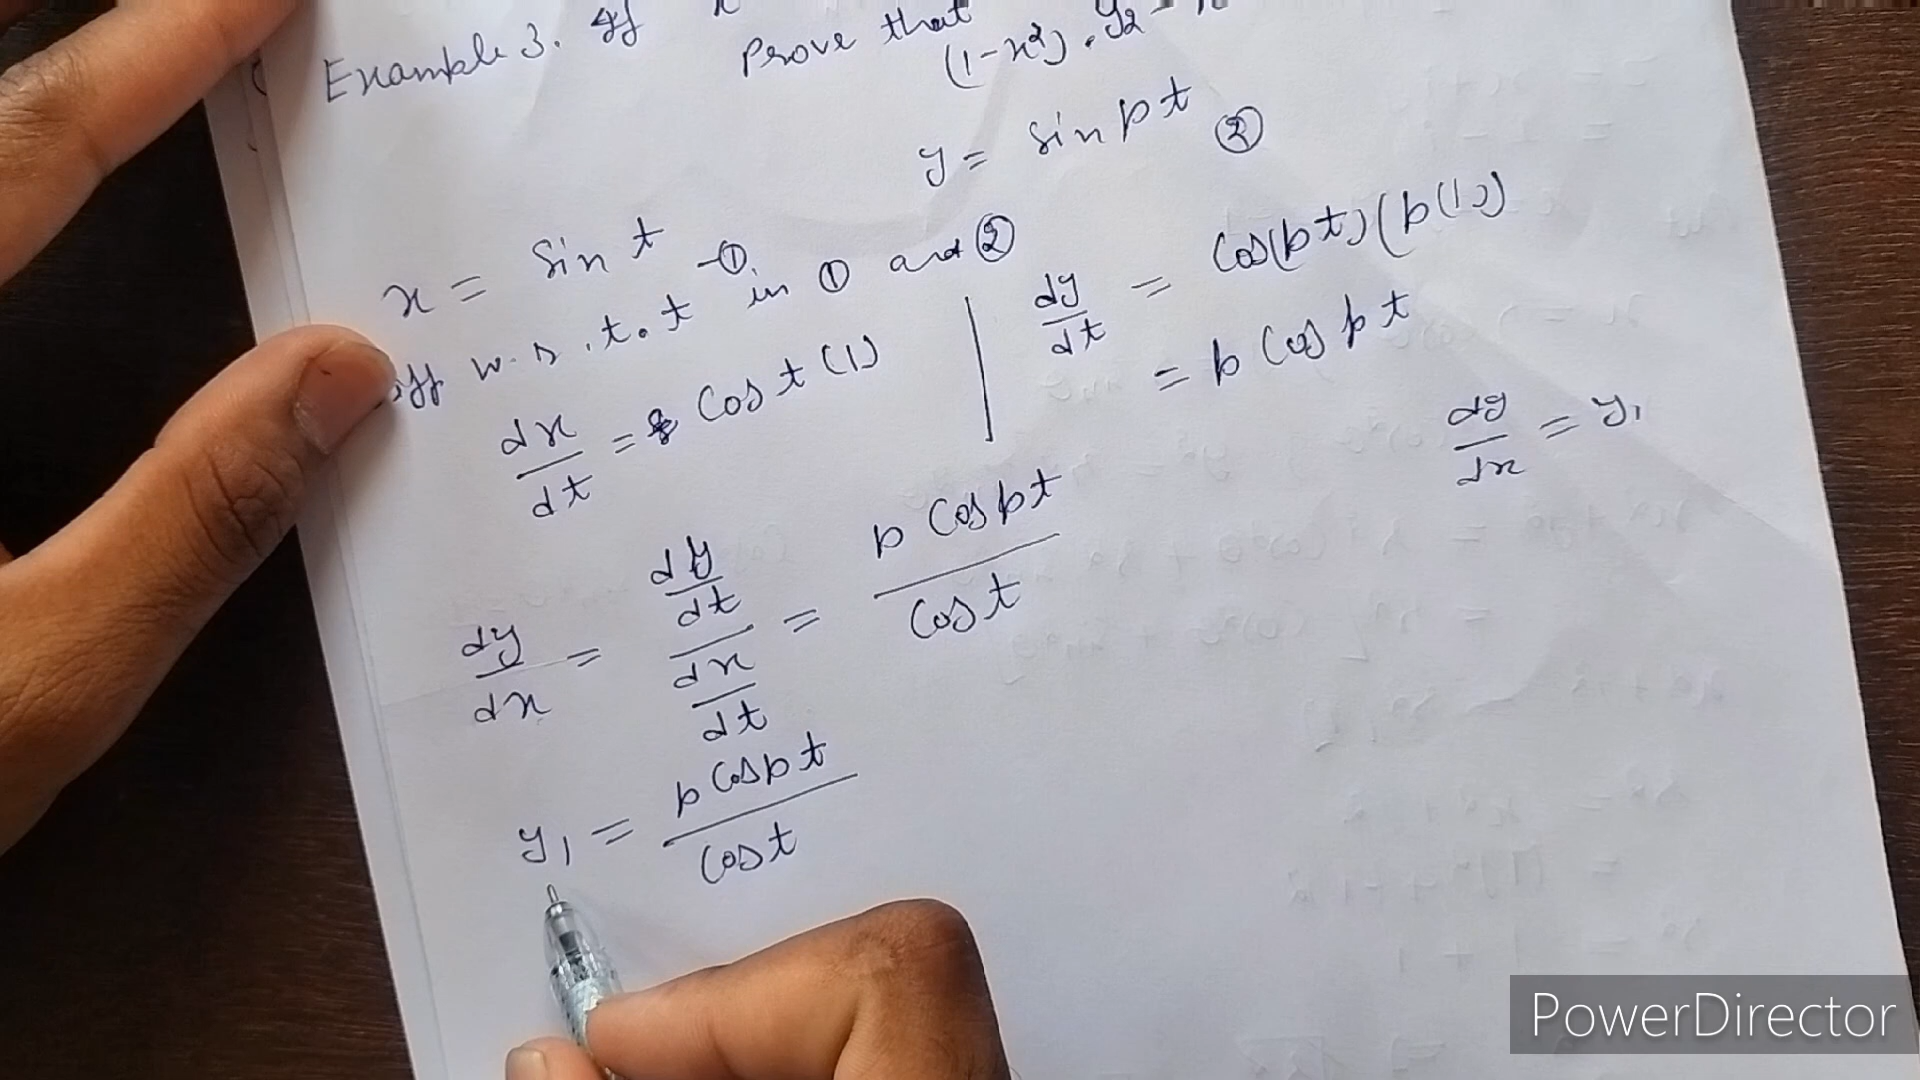 Example 3. If x
Prove that
(1-x²).y₂ - x
y = sin pt ②
x = Sin t -①.
iff w.r.t.t in ① and ②
dx/dt = Cos t (1)
dy/dt = Cos(pt)(p(1))
= p Cos pt
dy/dx = y₁
dy/dx = dy/dt / dx/dt = p Cos pt / Cos t
y₁ = p Cos pt / Cos t
PowerDirector